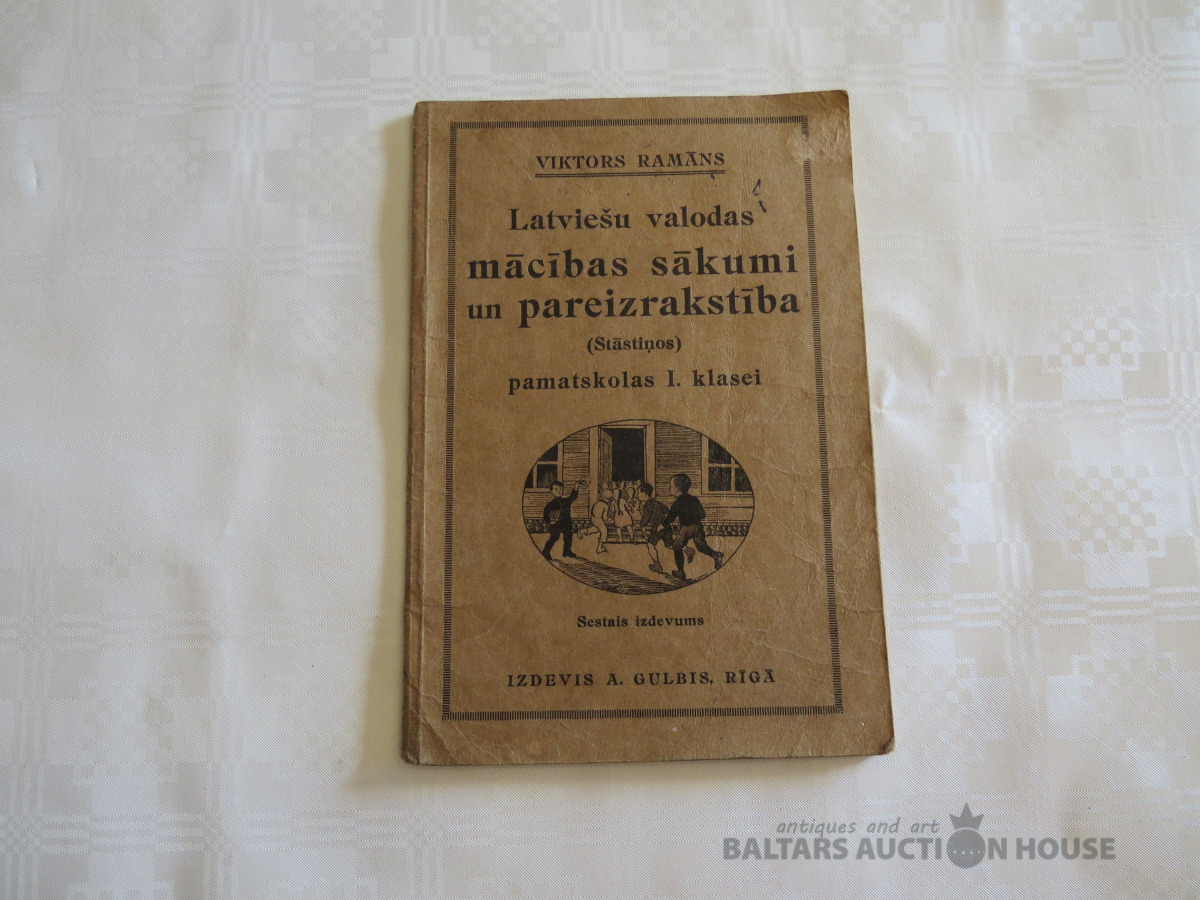 VIKTORS RAMĀNS
Latviešu valodas
mācības sākumi
un pareizrakstība
(Stāstiņos)
pamatskolas I. klasei
Sestais izdevums
IZDEVIS A. GULBIS, RĪGĀ
antiques and art
BALTARS AUCTION HOUSE